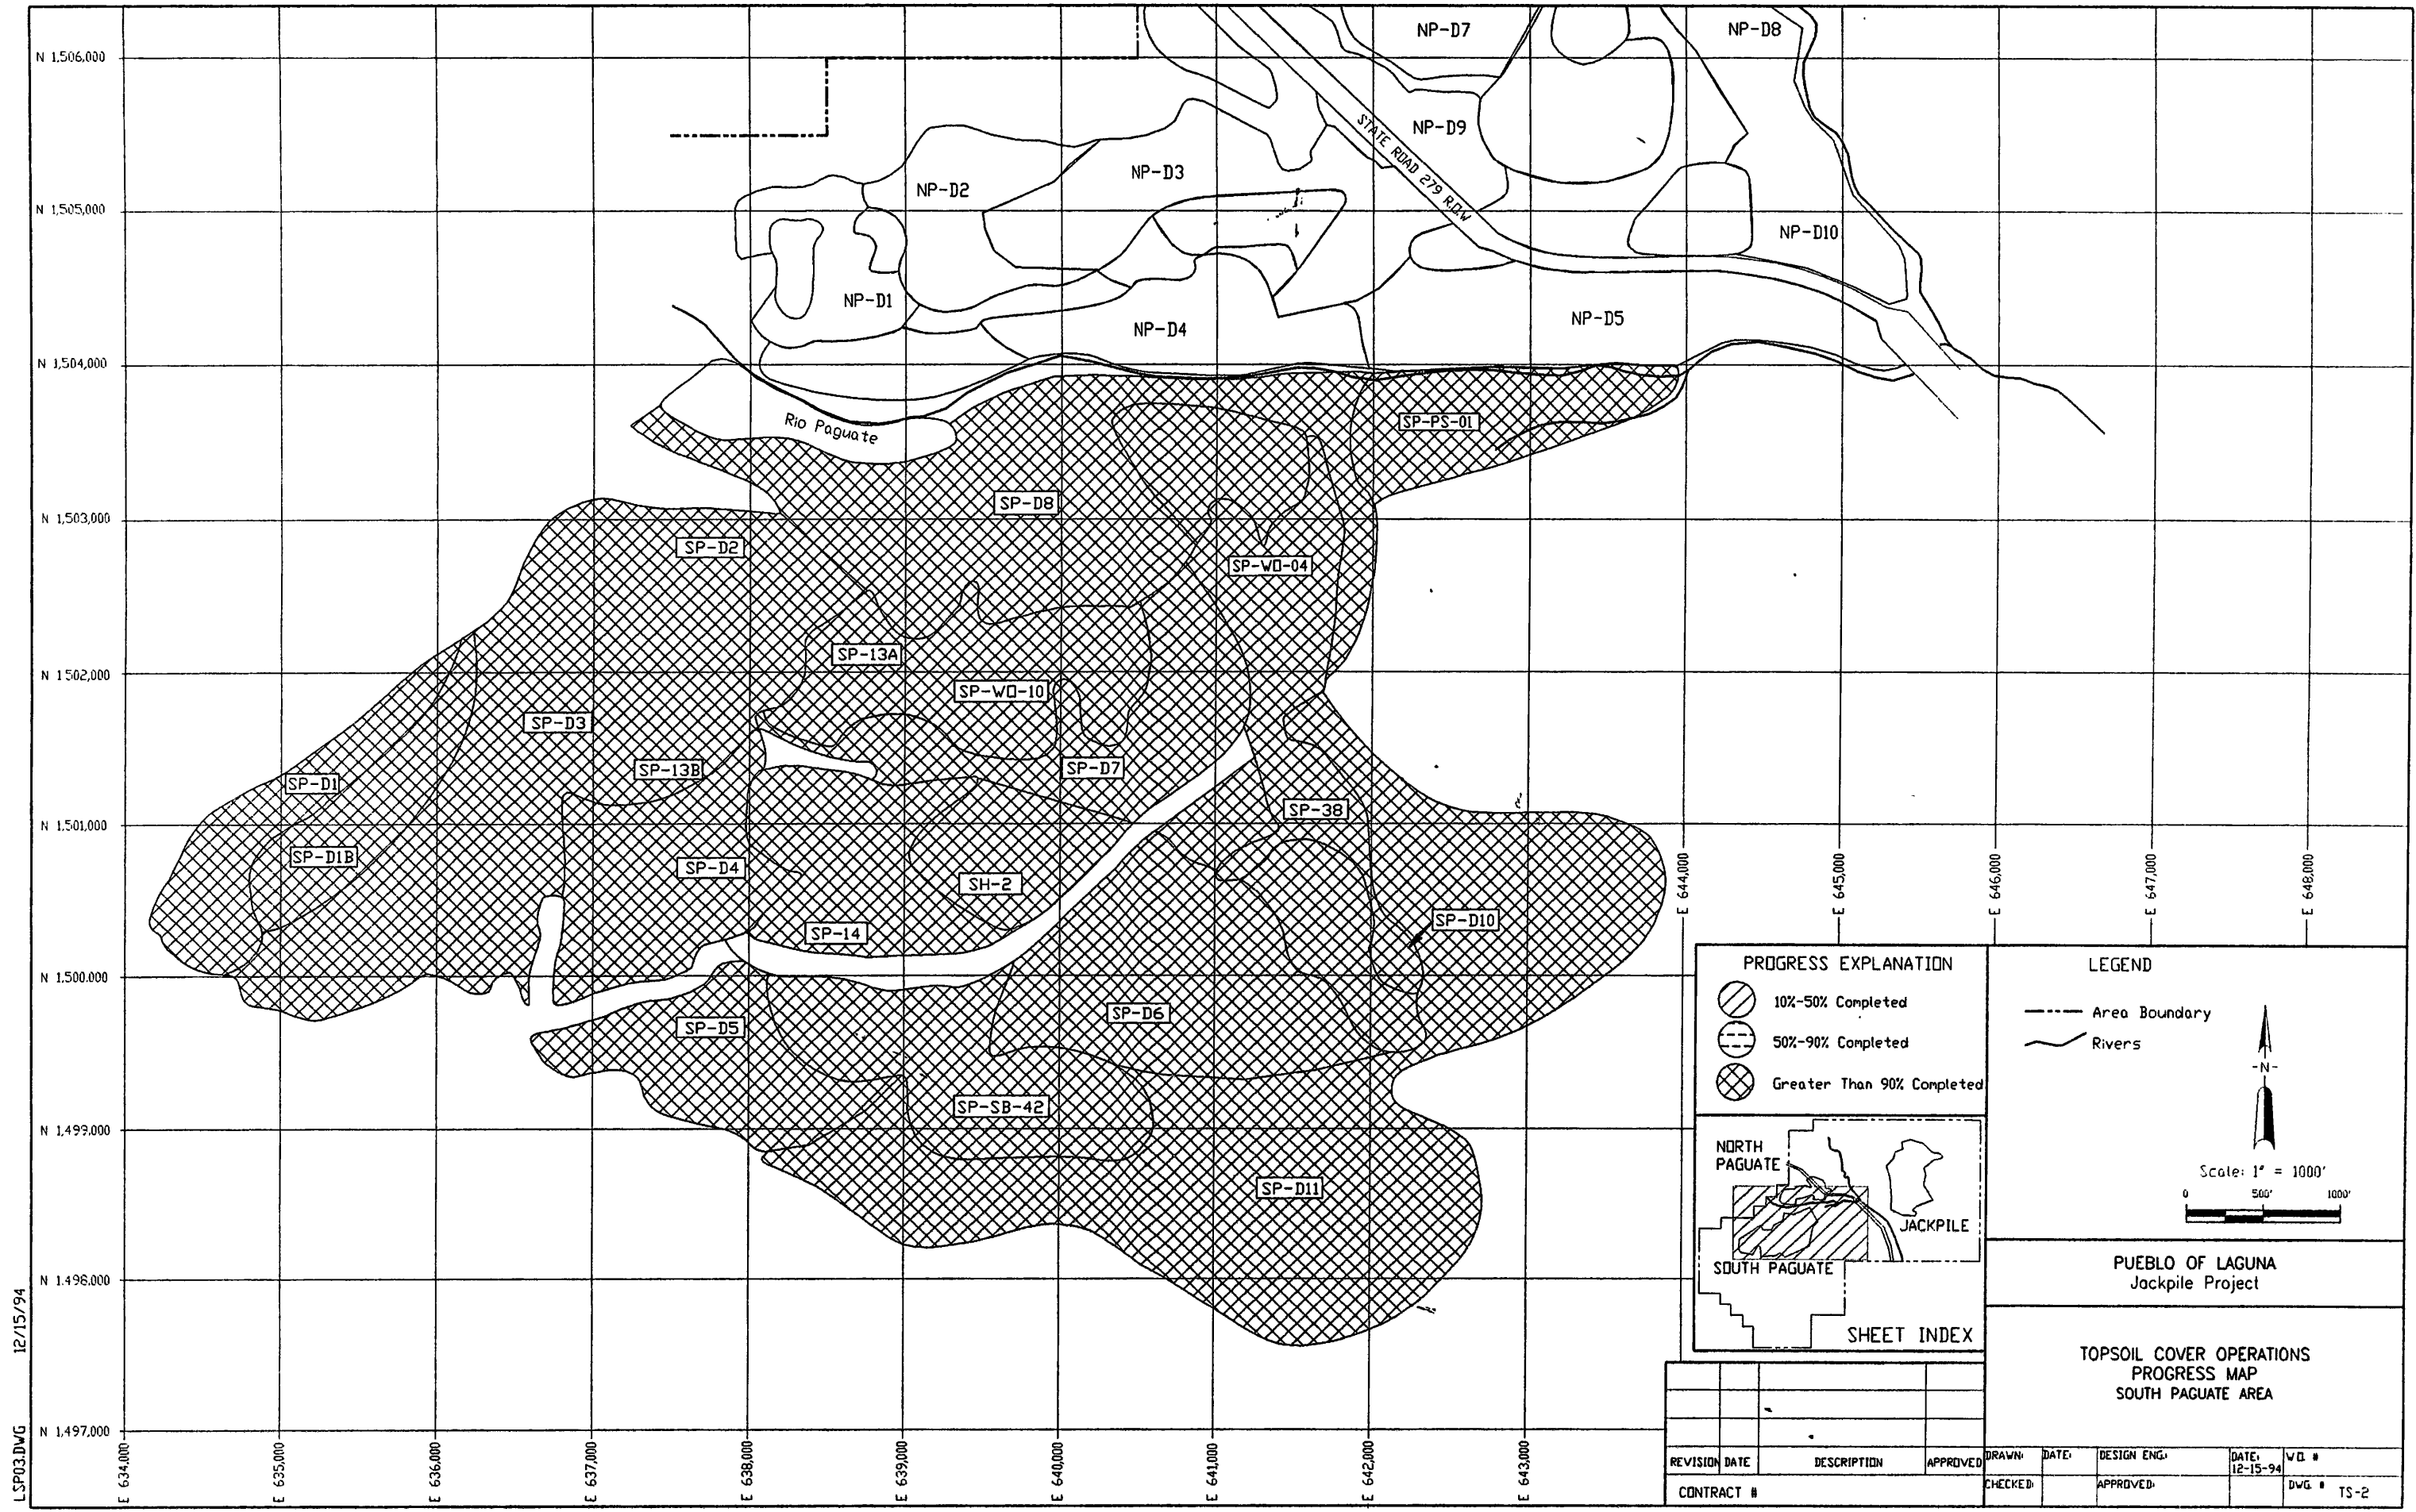 N 1,506,000
N 1,505,000
N 1,504,000
N 1,503,000
N 1,502,000
N 1,501,000
N 1,500.000
N 1,499.000
N 1,498,000
N 1,497,000
NP-D7
NP-D8
NP-D9
STATE ROAD 279 R.O.W
NP-D3
NP-D2
NP-D10
NP-D1
NP-D4
NP-D5
Rio Paguate
SP-PS-01
SP-D8
SP-D2
SP-WO-04
SP-13A
SP-WO-10
SP-D3
SP-13B
SP-D7
SP-D1
SP-38
SP-D1B
SP-D4
SH-2
SP-14
SP-D10
SP-D6
SP-D5
SP-SB-42
SP-D11
E 644,000
E 645,000
E 646,000
E 647,000
E 648,000
E 634,000
E 635,000
E 636,000
E 637,000
E 638,000
E 639,000
E 640,000
E 641,000
E 642,000
E 643,000
PROGRESS EXPLANATION
10%-50% Completed
50%-90% Completed
Greater Than 90% Completed
LEGEND
Area Boundary
Rivers
-N-
Scale: 1" = 1000'
0 500' 1000'
NORTH
PAGUATE
JACKPILE
SOUTH PAGUATE
SHEET INDEX
PUEBLO OF LAGUNA
Jackpile Project
TOPSOIL COVER OPERATIONS
PROGRESS MAP
SOUTH PAGUATE AREA
REVISION DATE DESCRIPTION APPROVED
CONTRACT #
DRAWN: DATE: DESIGN ENG.: DATE: 12-15-94 W.O. #
CHECKED: APPROVED: DWG. # TS-2
LSP03.DWG 12/15/94